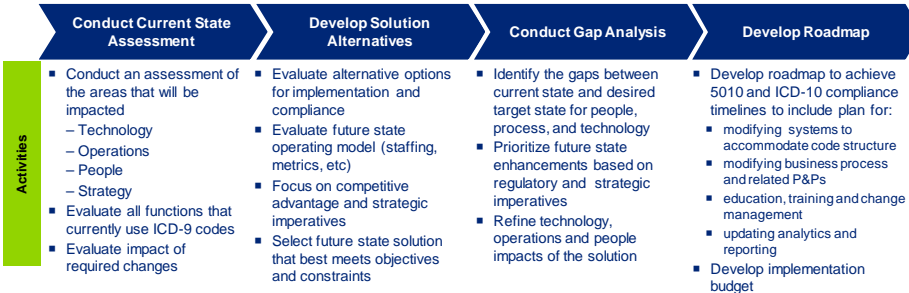 Conduct Current State
Assessment
Develop Solution
Alternatives
Conduct Gap Analysis
Develop Roadmap
Activities
▪ Conduct an assessment of
the areas that will be
impacted
– Technology
– Operations
– People
– Strategy
▪ Evaluate all functions that
currently use ICD-9 codes
▪ Evaluate impact of
required changes
▪ Evaluate alternative options
for implementation and
compliance
▪ Evaluate future state
operating model (staffing,
metrics, etc)
▪ Focus on competitive
advantage and strategic
imperatives
▪ Select future state solution
that best meets objectives
and constraints
▪ Identify the gaps between
current state and desired
target state for people,
process, and technology
▪ Prioritize future state
enhancements based on
regulatory and strategic
imperatives
▪ Refine technology,
operations and people
impacts of the solution
▪ Develop roadmap to achieve
5010 and ICD-10 compliance
timelines to include plan for:
▪ modifying systems to
accommodate code structure
▪ modifying business process
and related P&Ps
▪ education, training and change
management
▪ updating analytics and
reporting
▪ Develop implementation
budget